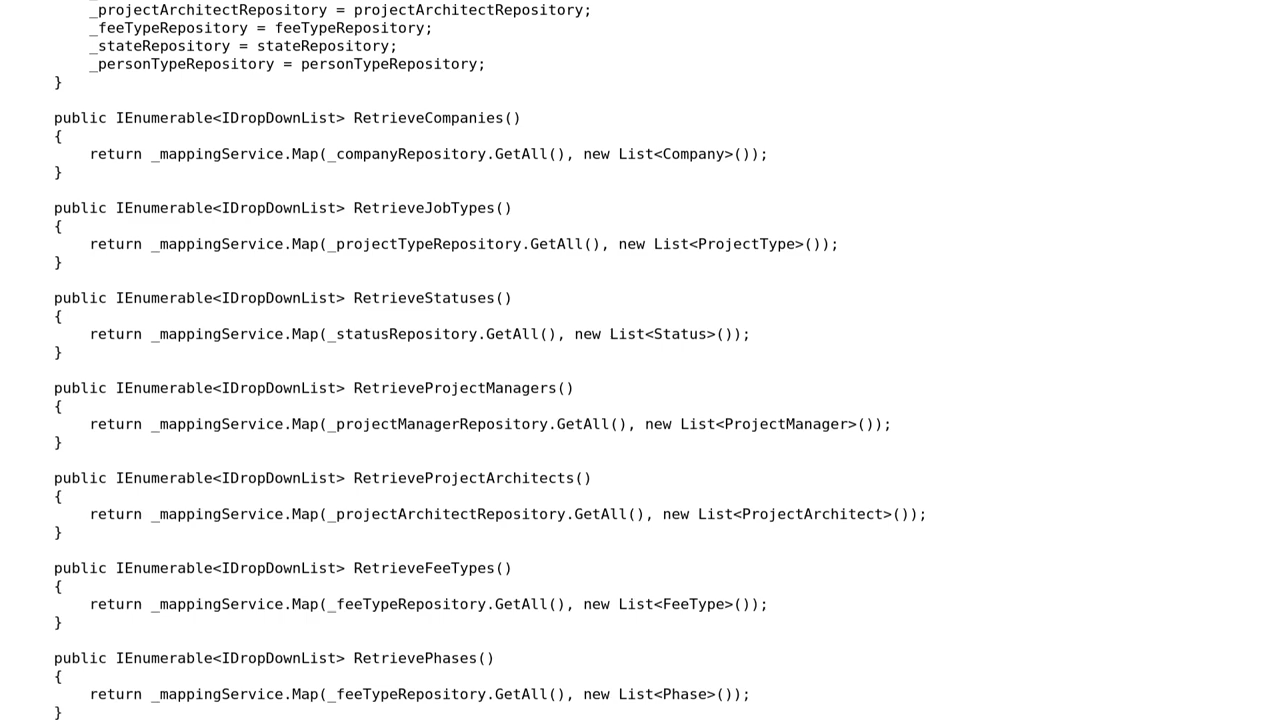 _projectArchitectRepository = projectArchitectRepository;
_feeTypeRepository = feeTypeRepository;
_stateRepository = stateRepository;
_personTypeRepository = personTypeRepository;
}
public IEnumerable<IDropDownList> RetrieveCompanies()
{
return _mappingService.Map(_companyRepository.GetAll(), new List<Company>());
}
public IEnumerable<IDropDownList> RetrieveJobTypes()
{
return _mappingService.Map(_projectTypeRepository.GetAll(), new List<ProjectType>());
}
public IEnumerable<IDropDownList> RetrieveStatuses()
{
return _mappingService.Map(_statusRepository.GetAll(), new List<Status>());
}
public IEnumerable<IDropDownList> RetrieveProjectManagers()
{
return _mappingService.Map(_projectManagerRepository.GetAll(), new List<ProjectManager>());
}
public IEnumerable<IDropDownList> RetrieveProjectArchitects()
{
return _mappingService.Map(_projectArchitectRepository.GetAll(), new List<ProjectArchitect>());
}
public IEnumerable<IDropDownList> RetrieveFeeTypes()
{
return _mappingService.Map(_feeTypeRepository.GetAll(), new List<FeeType>());
}
public IEnumerable<IDropDownList> RetrievePhases()
{
return _mappingService.Map(_feeTypeRepository.GetAll(), new List<Phase>());
}